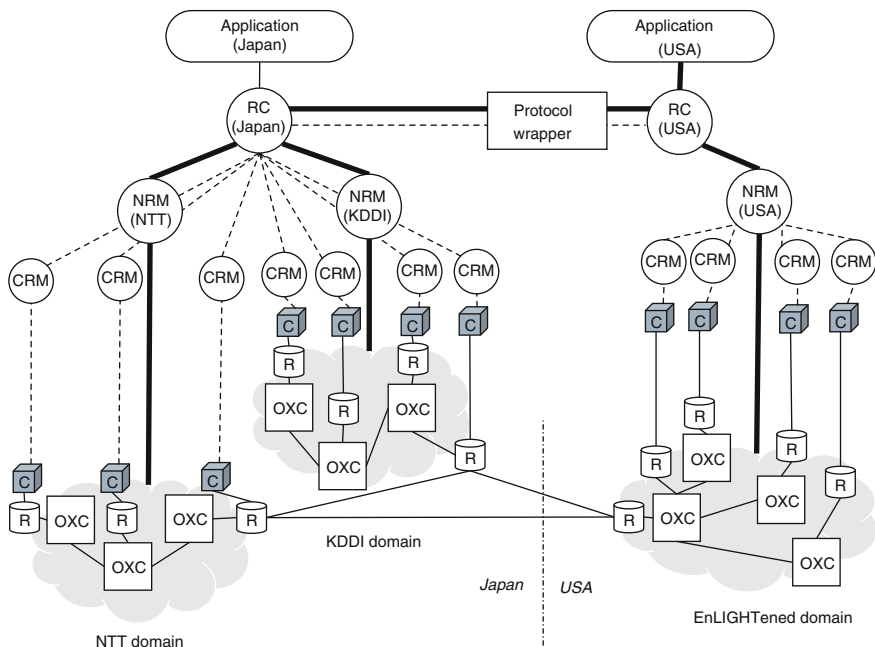 Application
(Japan)
Application
(USA)
RC
(Japan)
Protocol
wrapper
RC
(USA)
NRM
(NTT)
NRM
(KDDI)
NRM
(USA)
CRM
CRM
CRM
CRM
CRM
CRM
CRM
CRM
CRM
CRM
CRM
C
C
C
C
C
C
C
C
R
R
R
OXC
OXC
R
R
OXC
OXC
R
R
R
C
C
C
R
OXC
R
OXC
R
OXC
R
OXC
OXC
OXC
KDDI domain
Japan
USA
EnLIGHTened domain
NTT domain